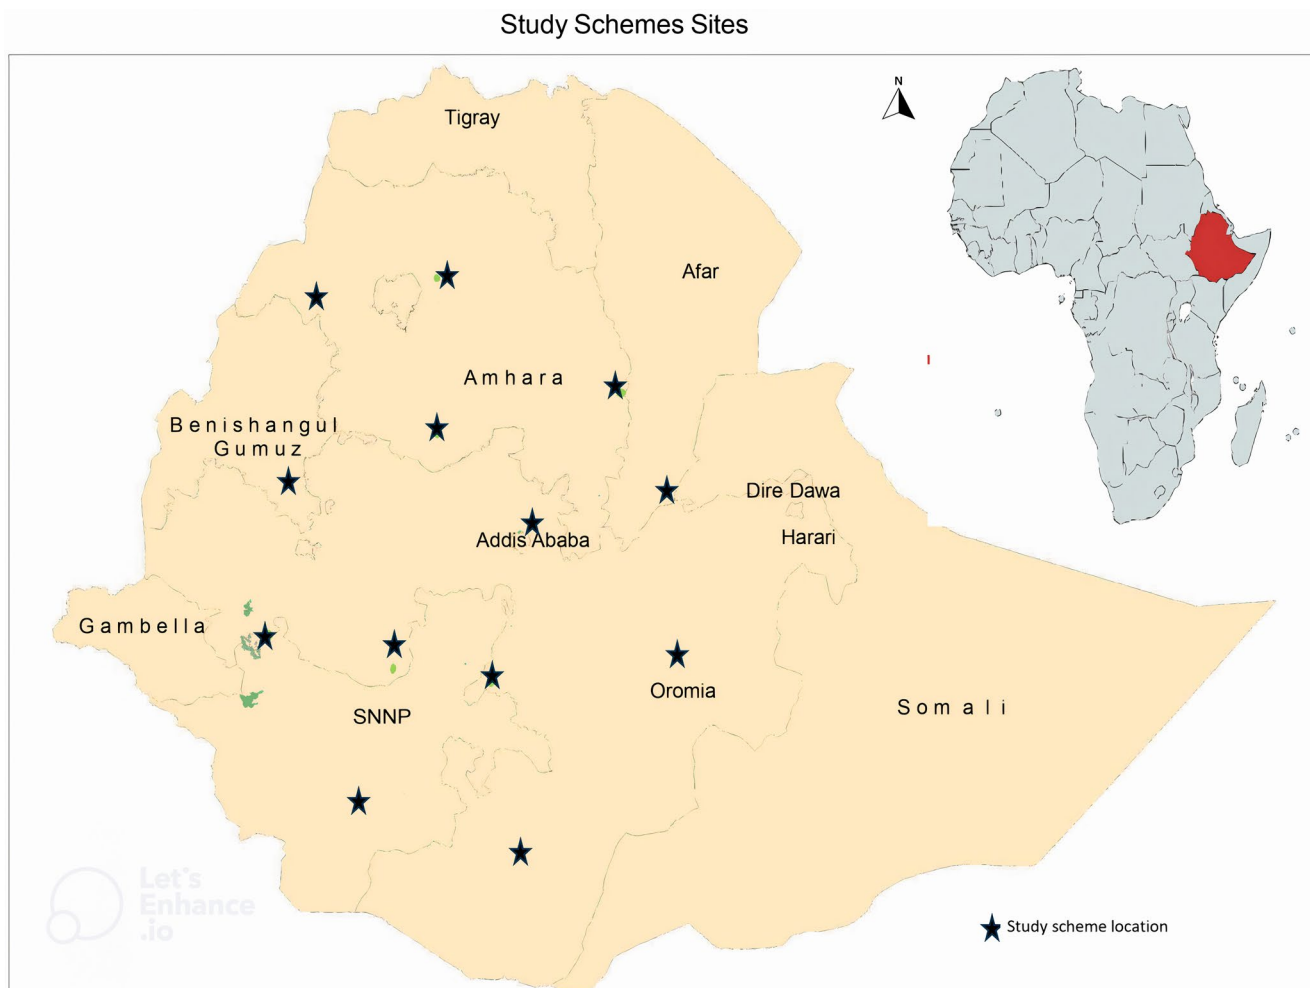 Study Schemes Sites
N
Tigray
Afar
Amhara
Benishangul
Gumuz
Dire Dawa
Addis Ababa
Harari
Gambella
Oromia
Somali
SNNP
Let's
Enhance
.io
Study scheme location